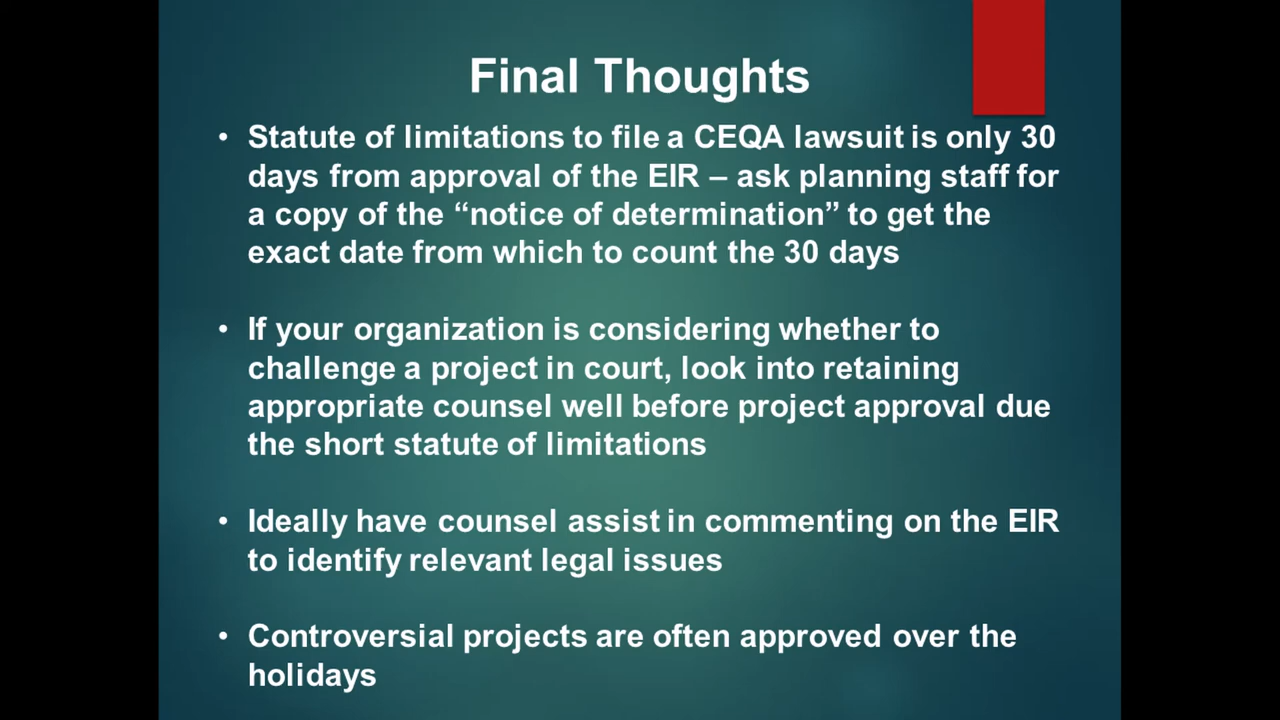 Final Thoughts
• Statute of limitations to file a CEQA lawsuit is only 30
days from approval of the EIR – ask planning staff for
a copy of the “notice of determination” to get the
exact date from which to count the 30 days
• If your organization is considering whether to
challenge a project in court, look into retaining
appropriate counsel well before project approval due
the short statute of limitations
• Ideally have counsel assist in commenting on the EIR
to identify relevant legal issues
• Controversial projects are often approved over the
holidays